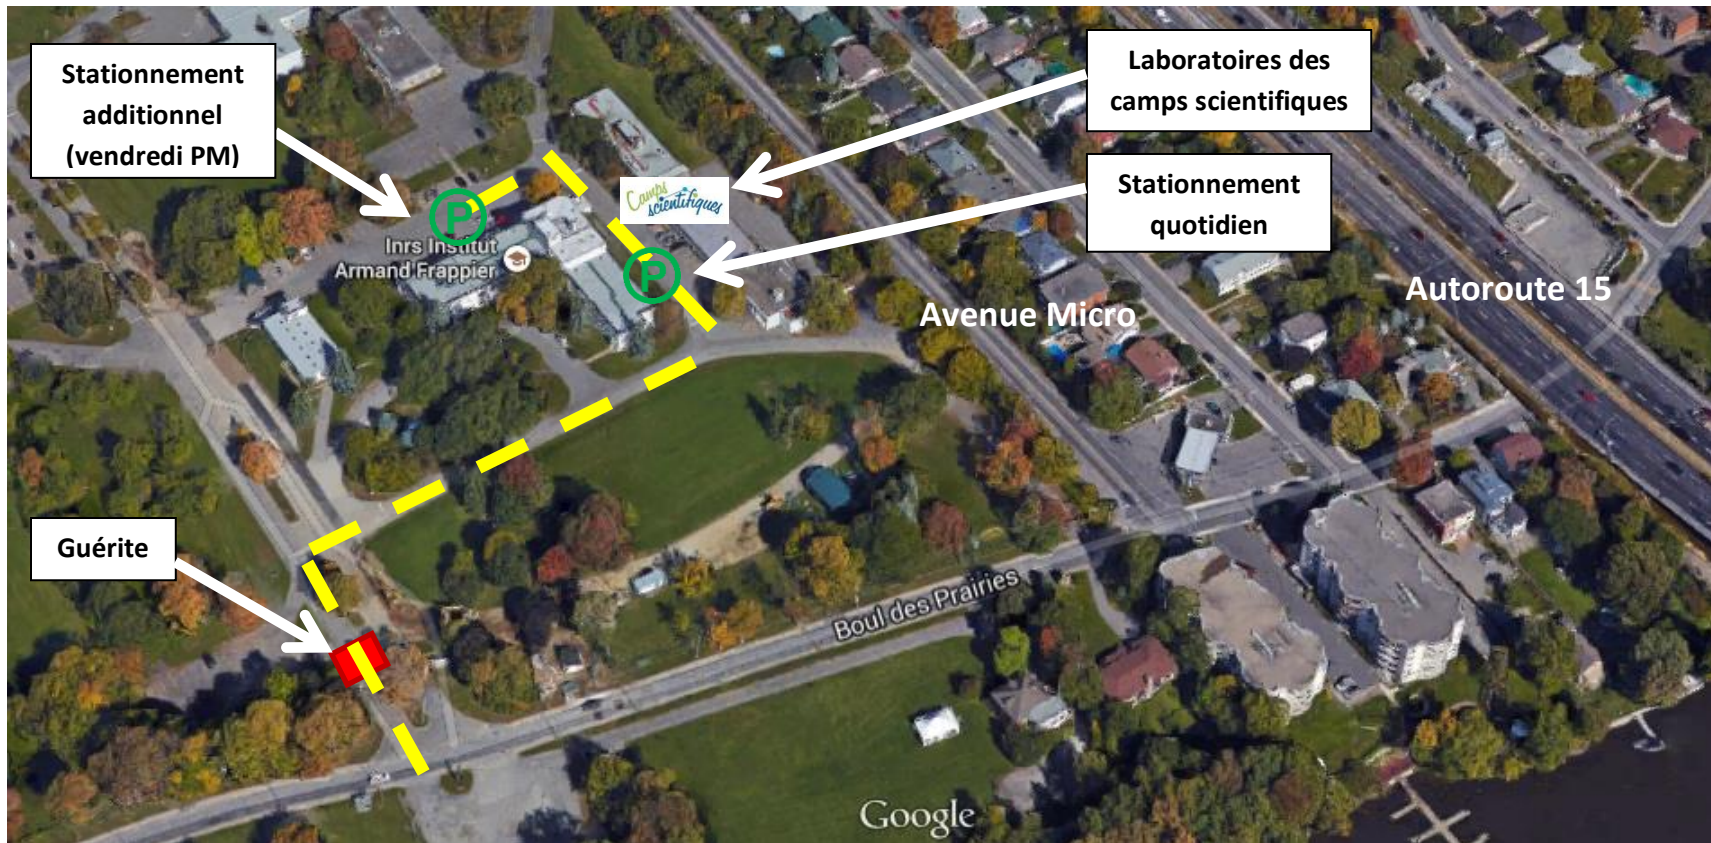 Stationnement
additionnel
(vendredi PM)
Laboratoires des
camps scientifiques
Stationnement
quotidien
Camps
scientifiques
P
Inrs Institut
Armand Frappier
P
Avenue Micro
Autoroute 15
Guérite
Boul des Prairies
Google